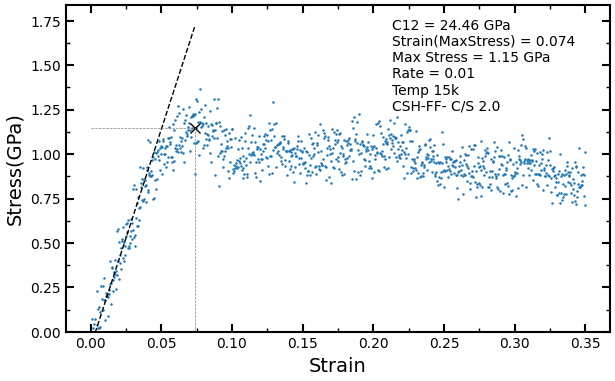 1.75
1.50
1.25
1.00
0.75
0.50
0.25
0.00
Stress(GPa)
C12 = 24.46 GPa
Strain(MaxStress) = 0.074
Max Stress = 1.15 GPa
Rate = 0.01
Temp 15k
CSH-FF- C/S 2.0
0.00 0.05 0.10 0.15 0.20 0.25 0.30 0.35
Strain